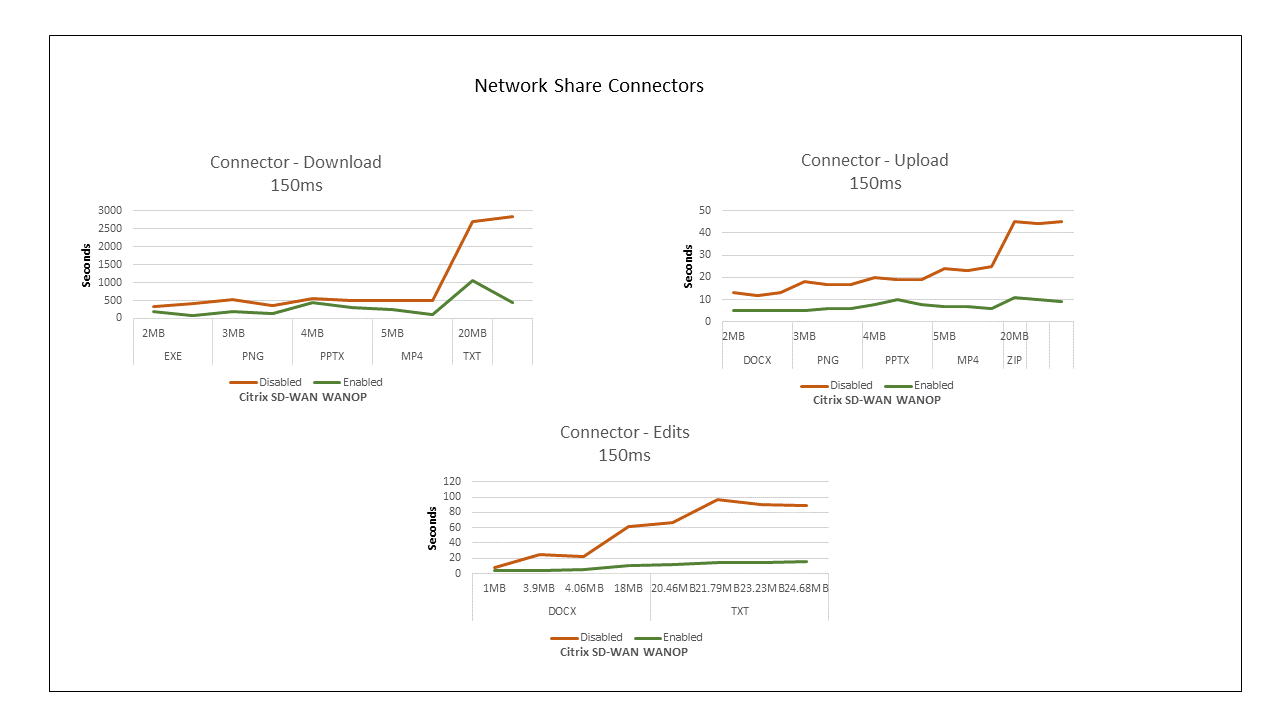 Network Share Connectors
Connector - Download
150ms
3000
2500
2000
1500
1000
500
0
Seconds
2MB 3MB 4MB 5MB 20MB
EXE PNG PPTX MP4 TXT
Disabled Enabled
Citrix SD-WAN WANOP
Connector - Upload
150ms
50
40
30
20
10
0
Seconds
2MB 3MB 4MB 5MB 20MB
DOCX PNG PPTX MP4 ZIP
Disabled Enabled
Citrix SD-WAN WANOP
Connector - Edits
150ms
120
100
80
60
40
20
0
Seconds
1MB 3.9MB 4.06MB 18MB 20.46MB 21.79MB 23.23MB 24.68MB
DOCX TXT
Disabled Enabled
Citrix SD-WAN WANOP